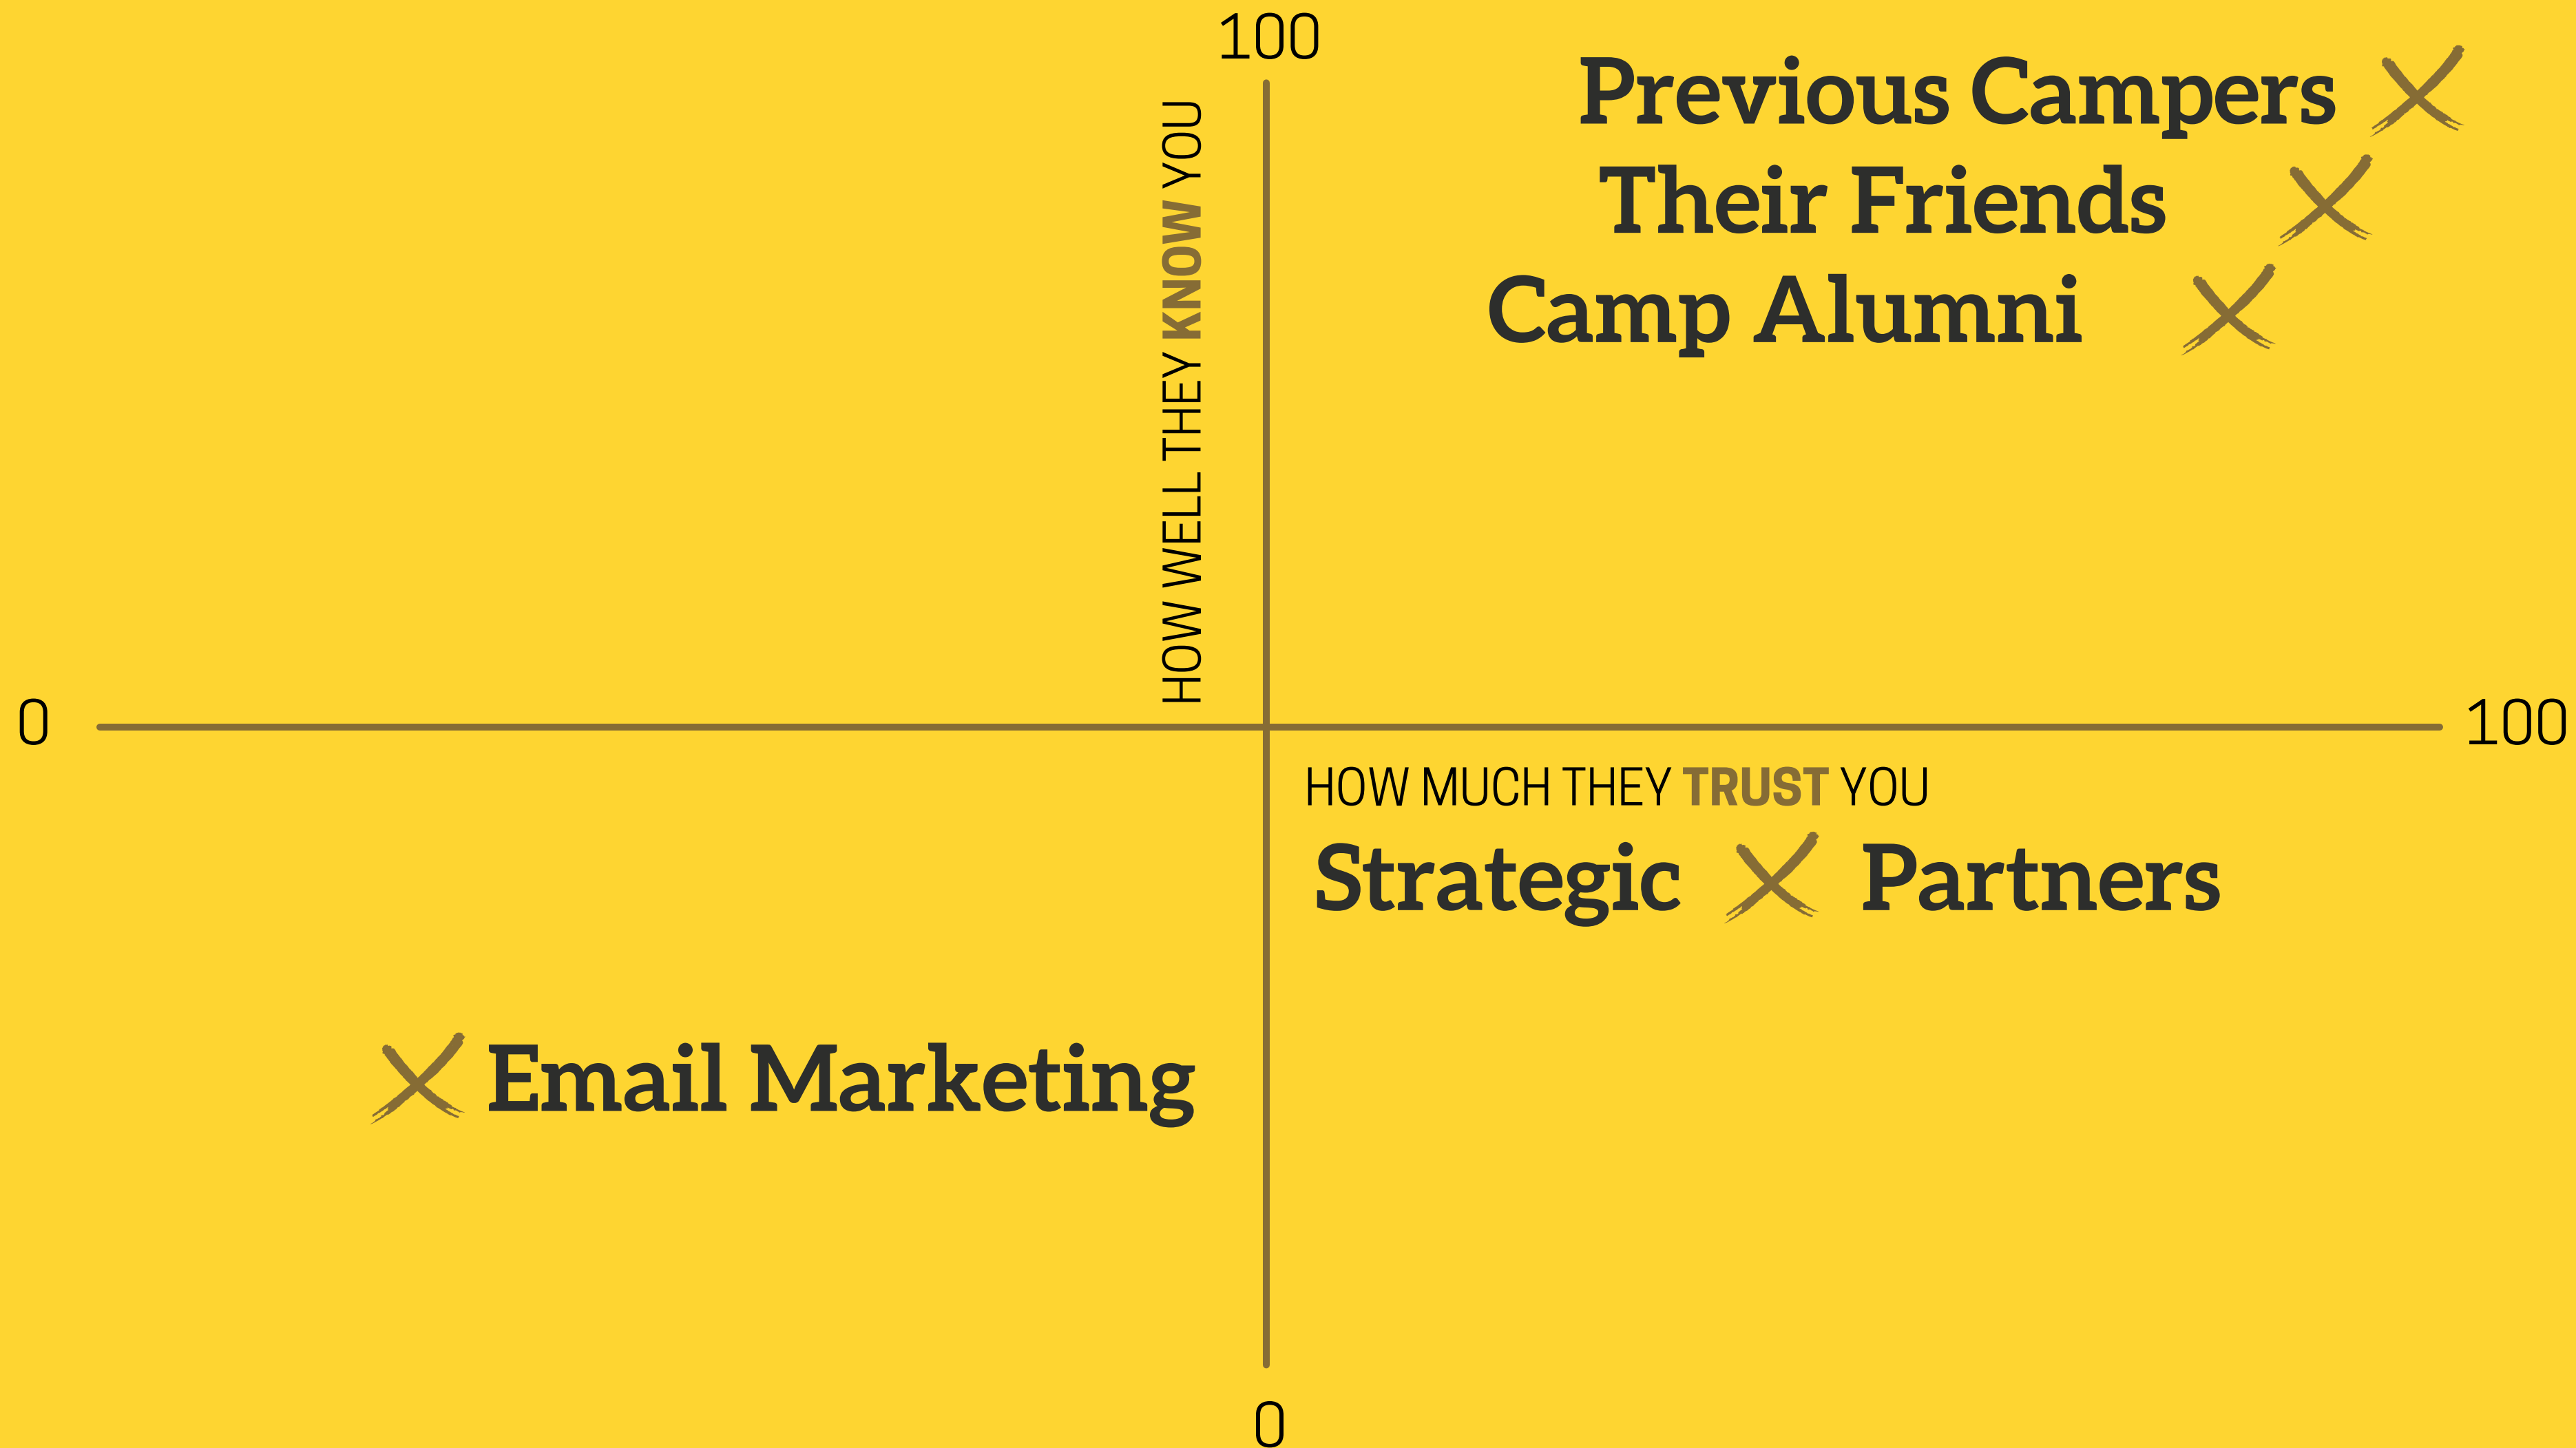 100
Previous Campers
Their Friends
Camp Alumni
HOW WELL THEY KNOW YOU
0
100
HOW MUCH THEY TRUST YOU
Strategic Partners
Email Marketing
0